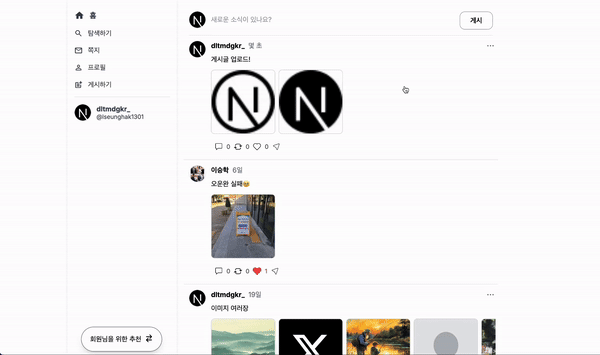 홈
탐색하기
쪽지
프로필
게시하기
dltmdgkr_
@lseunghak1301
회원님을 위한 추천
새로운 소식이 있나요?
게시
dltmdgkr_ 몇 초
게시글 업로드!
0 0 0
이승학 6일
오운완 실패😢
0 0 1
dltmdgkr_ 19일
이미지 여러장